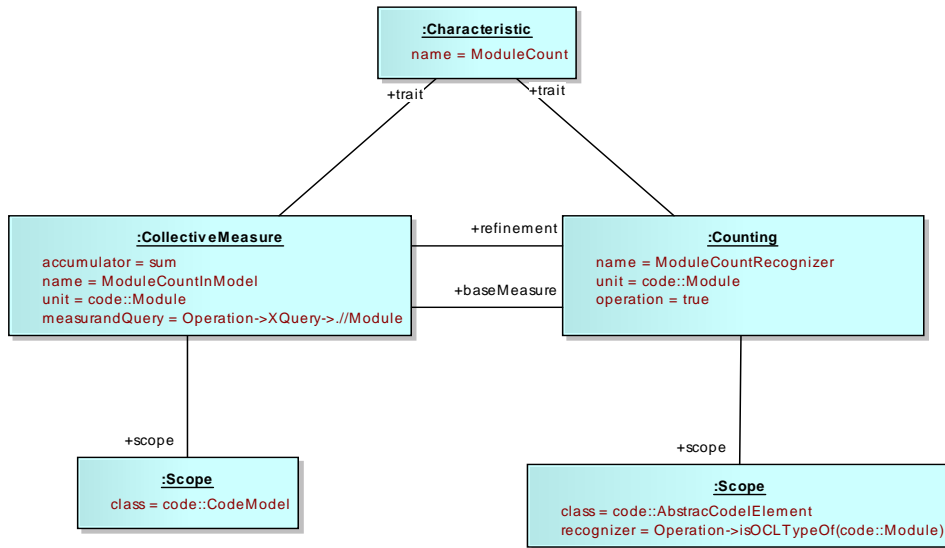 :Characteristic
name = ModuleCount
+trait
+trait
:CollectiveMeasure
accumulator = sum
name = ModuleCountInModel
unit = code::Module
measurandQuery = Operation->XQuery->.//Module
+refinement
+baseMeasure
:Counting
name = ModuleCountRecognizer
unit = code::Module
operation = true
+scope
+scope
:Scope
class = code::CodeModel
:Scope
class = code::AbstracCodelElement
recognizer = Operation->isOCLTypeOf(code::Module)